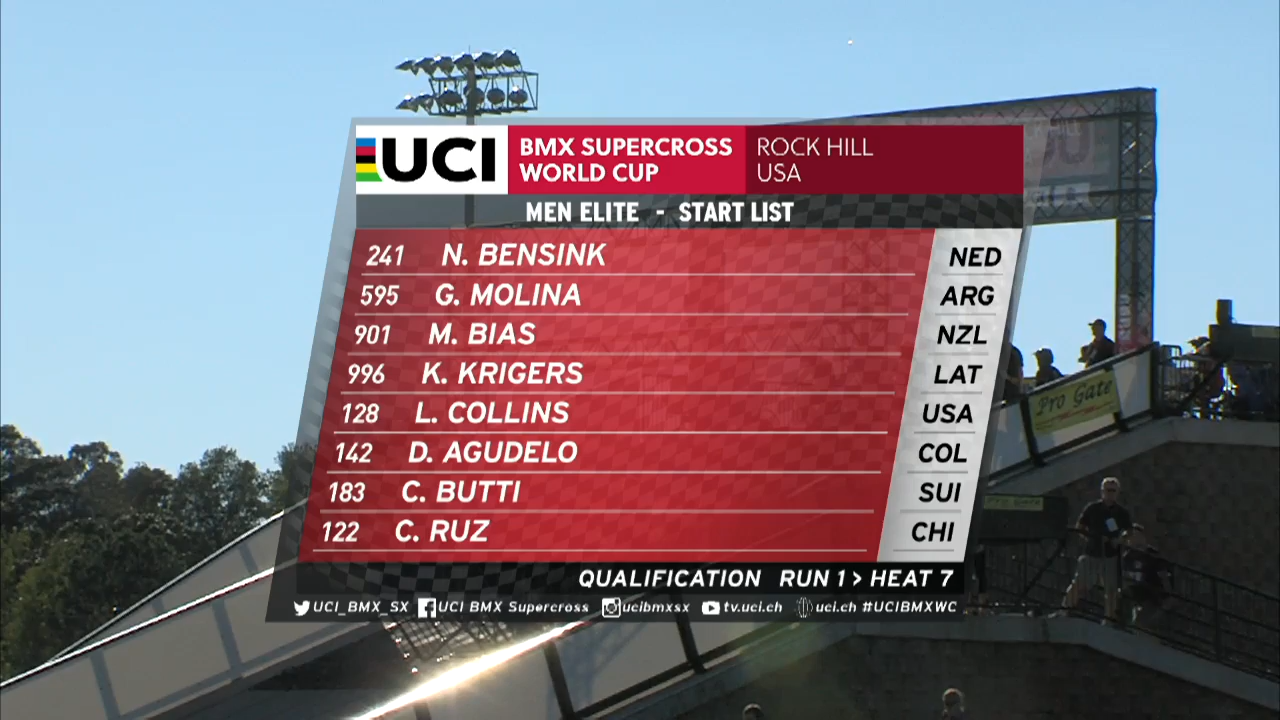 UCI
BMX SUPERCROSS
WORLD CUP
ROCK HILL
USA
MEN ELITE - START LIST
241 N. BENSINK NED
595 G. MOLINA ARG
901 M. BIAS NZL
996 K. KRIGERS LAT
128 L. COLLINS USA
142 D. AGUDELO COL
183 C. BUTTI SUI
122 C. RUZ CHI
QUALIFICATION RUN 1 > HEAT 7
UCI_BMX_SX UCI BMX Supercross ucibmxsx tv.uci.ch uci.ch #UCIBMXWC
Pro Gate